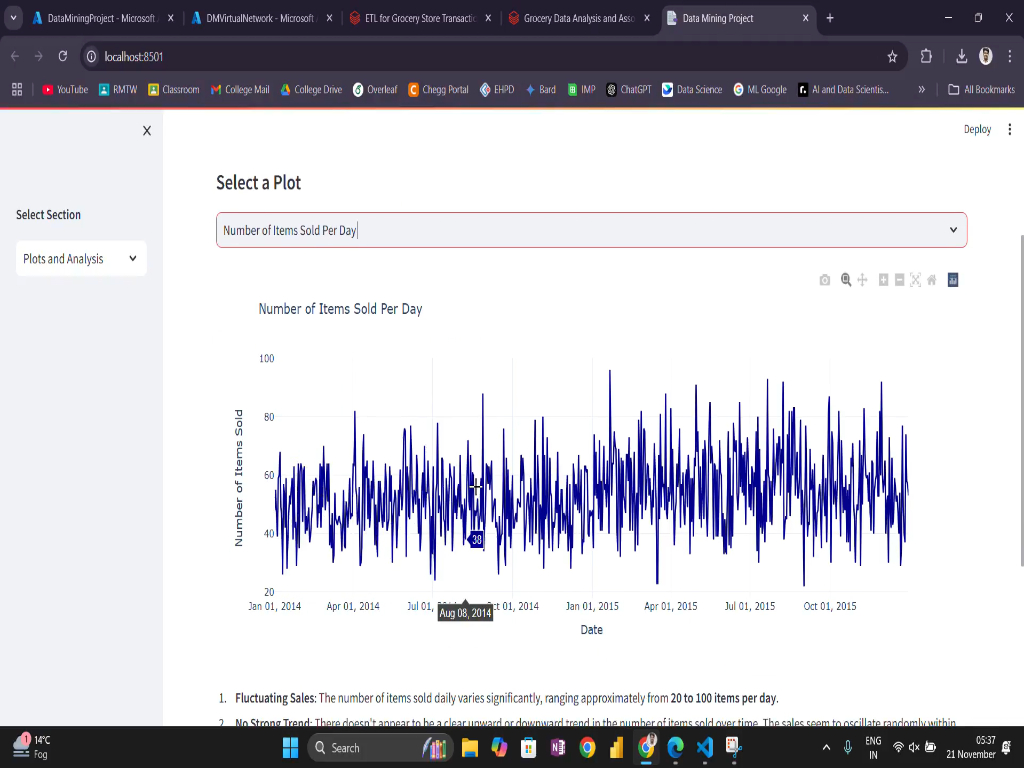 DataMiningProject - Microsoft
DMVirtualNetwork - Microsoft
ETL for Grocery Store Transactic
Grocery Data Analysis and Asso
Data Mining Project
localhost:8501
YouTube
RMTW
Classroom
College Mail
College Drive
Overleaf
Chegg Portal
EHPD
Bard
IMP
ChatGPT
Data Science
ML Google
AI and Data Scientis...
All Bookmarks
Deploy
Select Section
Plots and Analysis
Select a Plot
Number of Items Sold Per Day
Number of Items Sold Per Day
100
80
60
40
20
Number of Items Sold
38
Jan 01, 2014
Apr 01, 2014
Jul 01,
ct 01, 2014
Jan 01, 2015
Apr 01, 2015
Jul 01, 2015
Oct 01, 2015
Aug 08, 2014
Date
1. Fluctuating Sales: The number of items sold daily varies significantly, ranging approximately from 20 to 100 items per day.
2. No Strong Trend: There doesn't appear to be a clear upward or downward trend in the number of items sold over time. The sales seem to oscillate randomly within
1
14°C
Fog
Search
ENG
IN
05:37
21 November